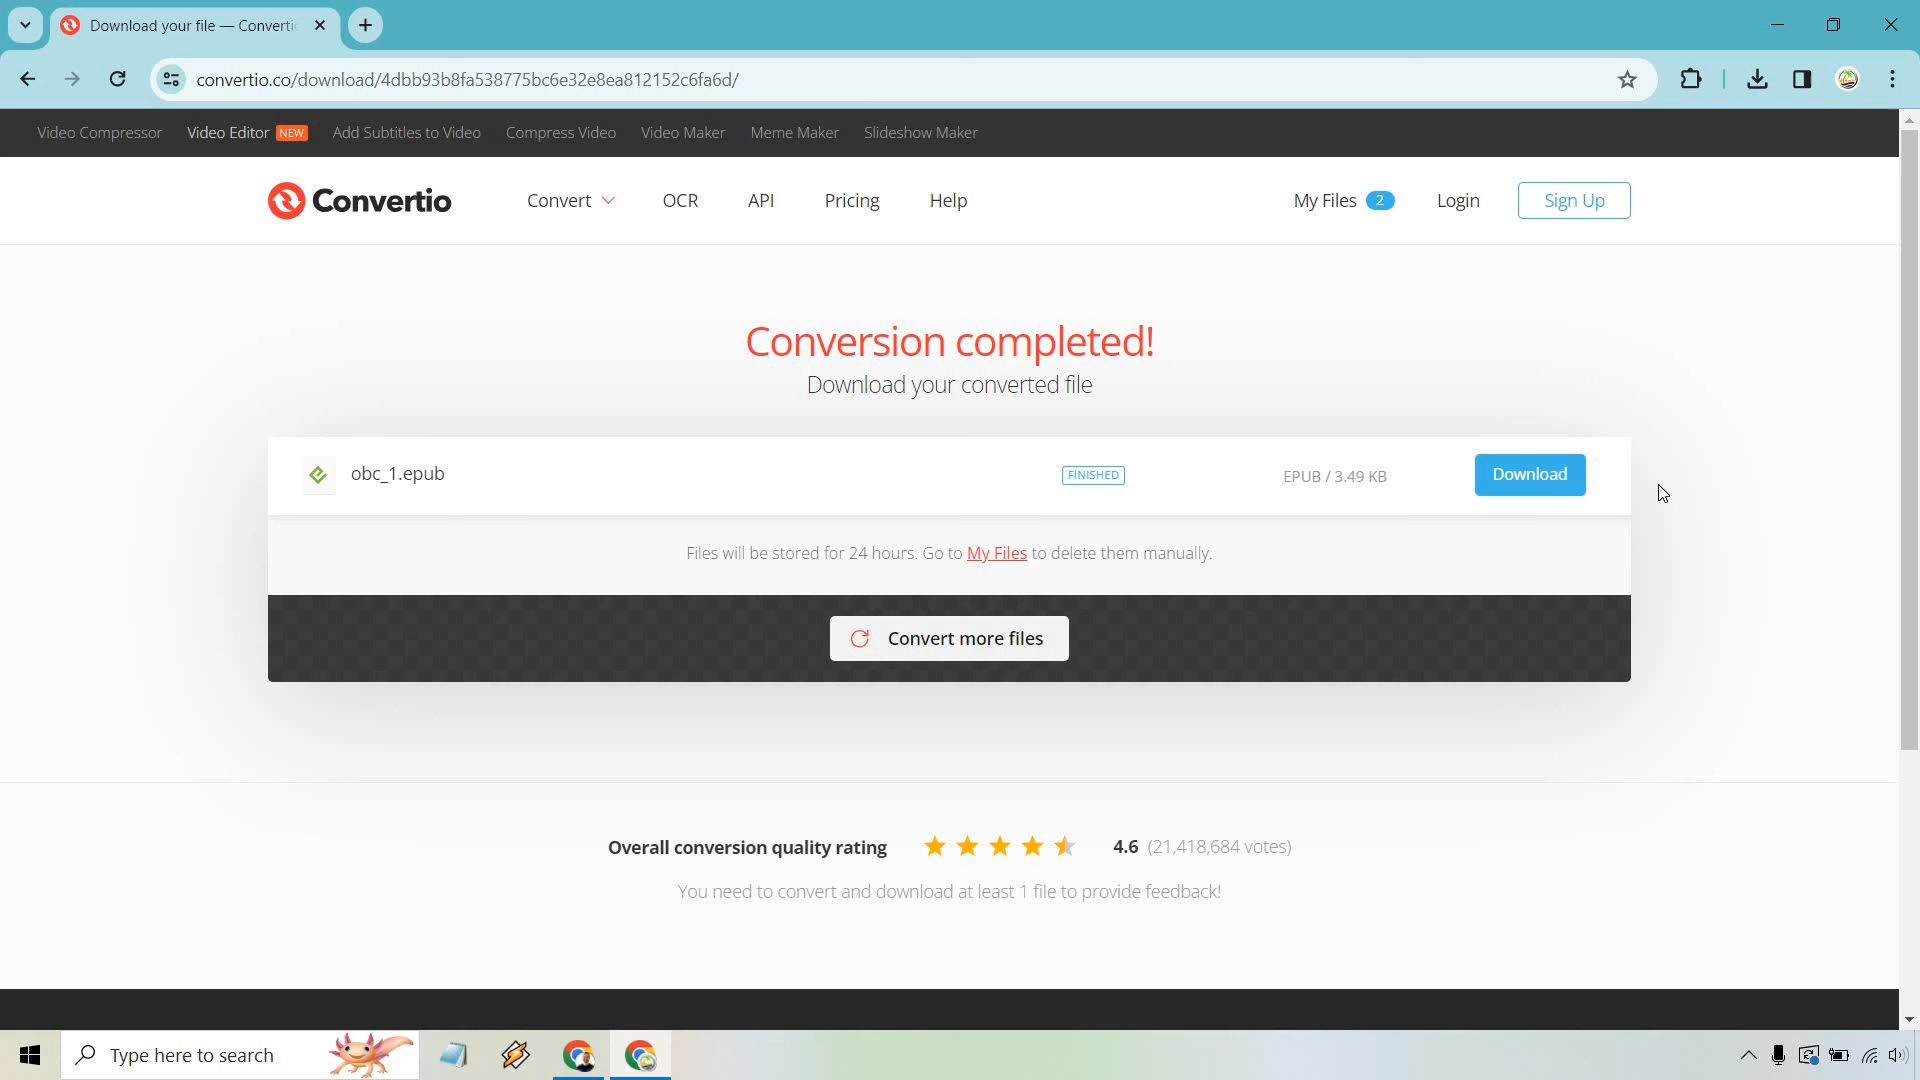 Download your file — Converti
convertio.co/download/4dbb93b8fa538775bc6e32e8ea812152c6fa6d/
Video Compressor Video Editor NEW Add Subtitles to Video Compress Video Video Maker Meme Maker Slideshow Maker
Convertio Convert OCR API Pricing Help My Files 2 Login Sign Up
Conversion completed!
Download your converted file
obc_1.epub FINISHED EPUB / 3.49 KB Download
Files will be stored for 24 hours. Go to My Files to delete them manually.
Convert more files
Overall conversion quality rating 4.6 (21,418,684 votes)
You need to convert and download at least 1 file to provide feedback!
Type here to search